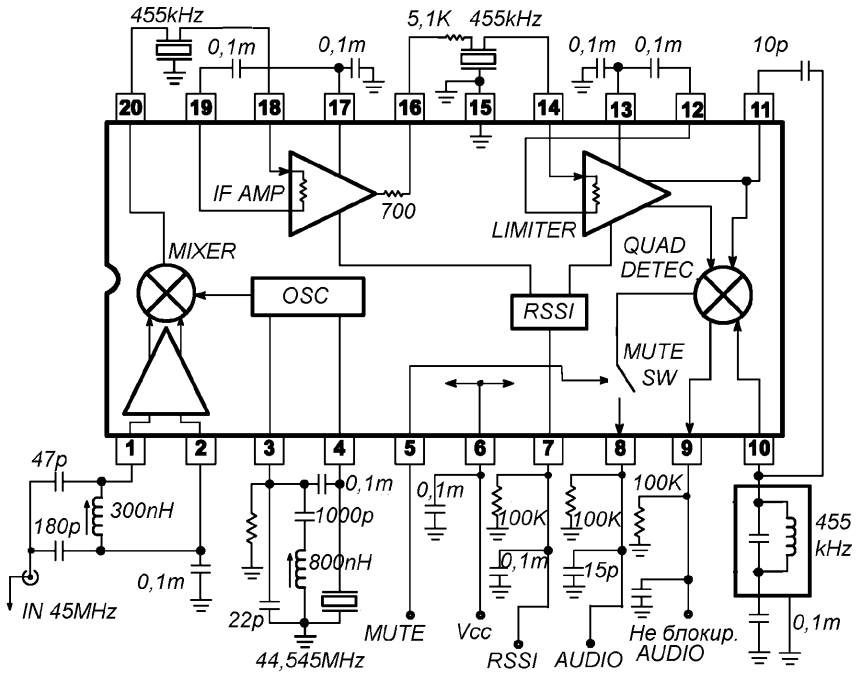 455kHz
5,1K
455kHz
0,1m
0,1m
0,1m
0,1m
10p
20
19
18
17
16
15
14
13
12
11
IF AMP
700
LIMITER
QUAD
DETEC.
MIXER
OSC
RSSI
MUTE
SW
1
2
3
4
5
6
7
8
9
10
47p
300nH
180p
0,1m
IN 45MHz
0,1m
1000p
800nH
22p
44,545MHz
MUTE
0,1m
Vcc
100K
0,1m
RSSI
100K
15p
AUDIO
100K
Не блокир.
AUDIO
455
kHz
0,1m